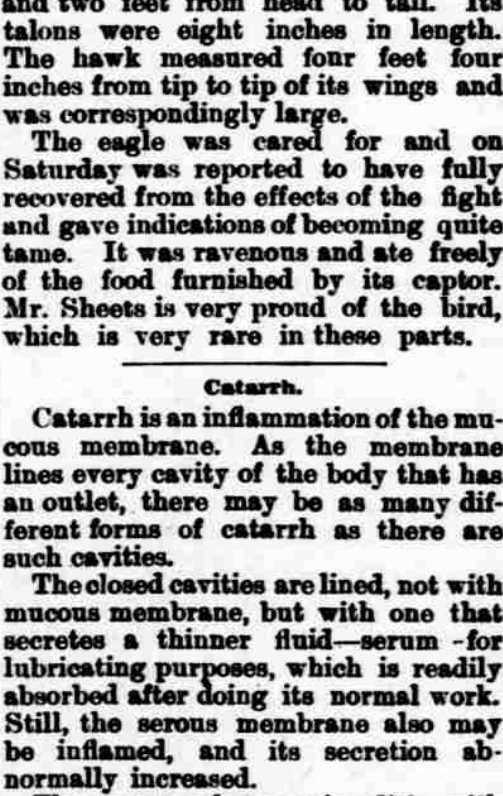 and two feet from head to tail. Its
talons were eight inches in length.
The hawk measured four feet four
inches from tip to tip of its wings and
was correspondingly large.
The eagle was cared for and on
Saturday was reported to have fully
recovered from the effects of the fight
and gave indications of becoming quite
tame. It was ravenous and ate freely
of the food furnished by its captor.
Mr. Sheets is very proud of the bird,
which is very rare in these parts.
Catarrh.
Catarrh is an inflammation of the mu-
cous membrane. As the membrane
lines every cavity of the body that has
an outlet, there may be as many dif-
ferent forms of catarrh as there are
such cavities.
The closed cavities are lined, not with
mucous membrane, but with one that
secretes a thinner fluid—serum -for
lubricating purposes, which is readily
absorbed after doing its normal work.
Still, the serous membrane also may
be inflamed, and its secretion ab-
normally increased.